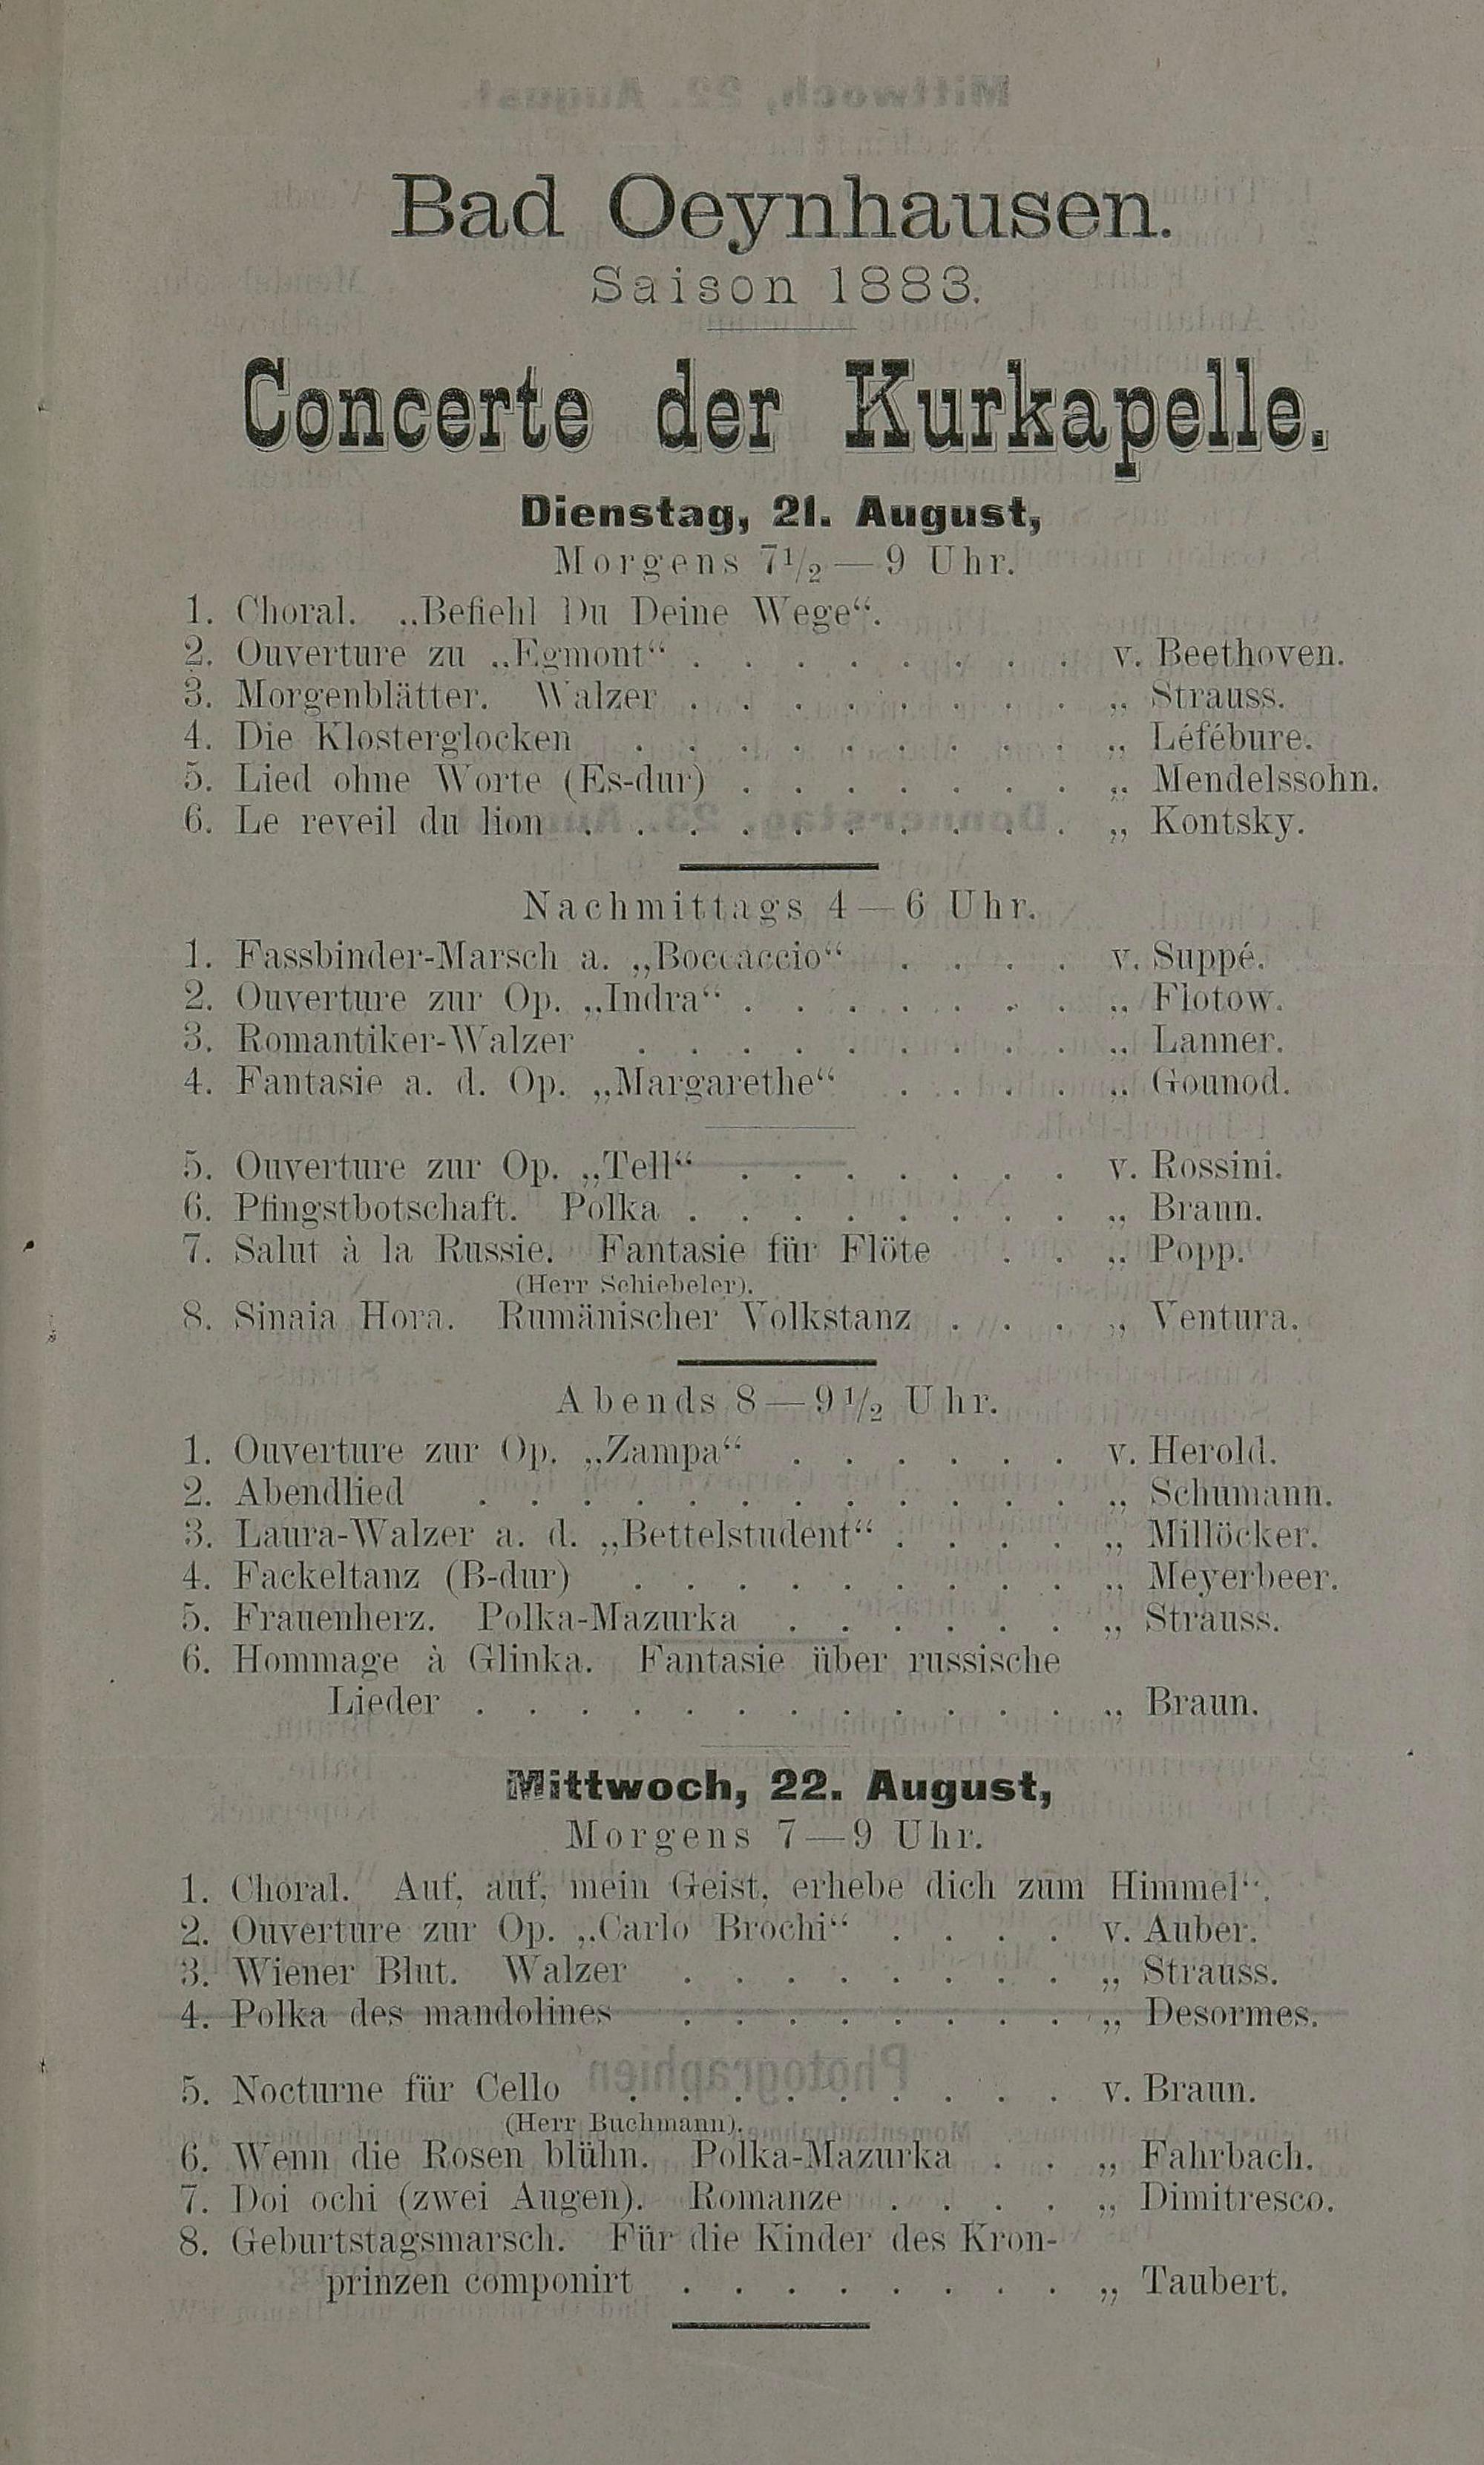 Bad Oeynhausen.
Saison 1883.
Concerte der Kurkapelle.
Dienstag, 21. August,
Morgens 7 1/2 — 9 Uhr.
1. Choral. „Befiehl Du Deine Wege“.
2. Ouverture zu „Egmont“ . . . . . . . . v. Beethoven.
3. Morgenblätter. Walzer . . . . . . . . „ Strauss.
4. Die Klosterglocken . . . . . . . . . „ Léfébure.
5. Lied ohne Worte (Es-dur) . . . . . . . „ Mendelssohn.
6. Le reveil du lion . . . . . . . . . . „ Kontsky.
Nachmittags 4 — 6 Uhr.
1. Fassbinder-Marsch a. „Boccaccio“ . . . . v. Suppé.
2. Ouverture zur Op. „Indra“ . . . . . . . „ Flotow.
3. Romantiker-Walzer . . . . . . . . . „ Lanner.
4. Fantasie a. d. Op. „Margarethe“ . . . . „ Gounod.
5. Ouverture zur Op. „Tell“ . . . . . . . v. Rossini.
6. Pfingstbotschaft. Polka . . . . . . . . „ Braun.
7. Salut à la Russie. Fantasie für Flöte . . „ Popp.
(Herr Schiebeler).
8. Sinaia Hora. Rumänischer Volkstanz . . . „ Ventura.
Abends 8 — 9 1/2 Uhr.
1. Ouverture zur Op. „Zampa“ . . . . . . v. Herold.
2. Abendlied . . . . . . . . . . . . „ Schumann.
3. Laura-Walzer a. d. „Bettelstudent“ . . . . „ Millöcker.
4. Fackeltanz (B-dur) . . . . . . . . . „ Meyerbeer.
5. Frauenherz. Polka-Mazurka . . . . . . „ Strauss.
6. Hommage à Glinka. Fantasie über russische
Lieder . . . . . . . . . . . . „ Braun.
Mittwoch, 22. August,
Morgens 7 — 9 Uhr.
1. Choral. Auf, auf, mein Geist, erhebe dich zum Himmel“.
2. Ouverture zur Op. „Carlo Brochi“ . . . . v. Auber.
3. Wiener Blut. Walzer . . . . . . . . „ Strauss.
4. Polka des mandolines . . . . . . . . „ Desormes.
5. Nocturne für Cello . . . . . . . . . v. Braun.
(Herr Buchmann).
6. Wenn die Rosen blühn. Polka-Mazurka . . „ Fahrbach.
7. Doi ochi (zwei Augen). Romanze . . . . „ Dimitresco.
8. Geburtstagsmarsch. Für die Kinder des Kron-
prinzen componirt . . . . . . . . „ Taubert.